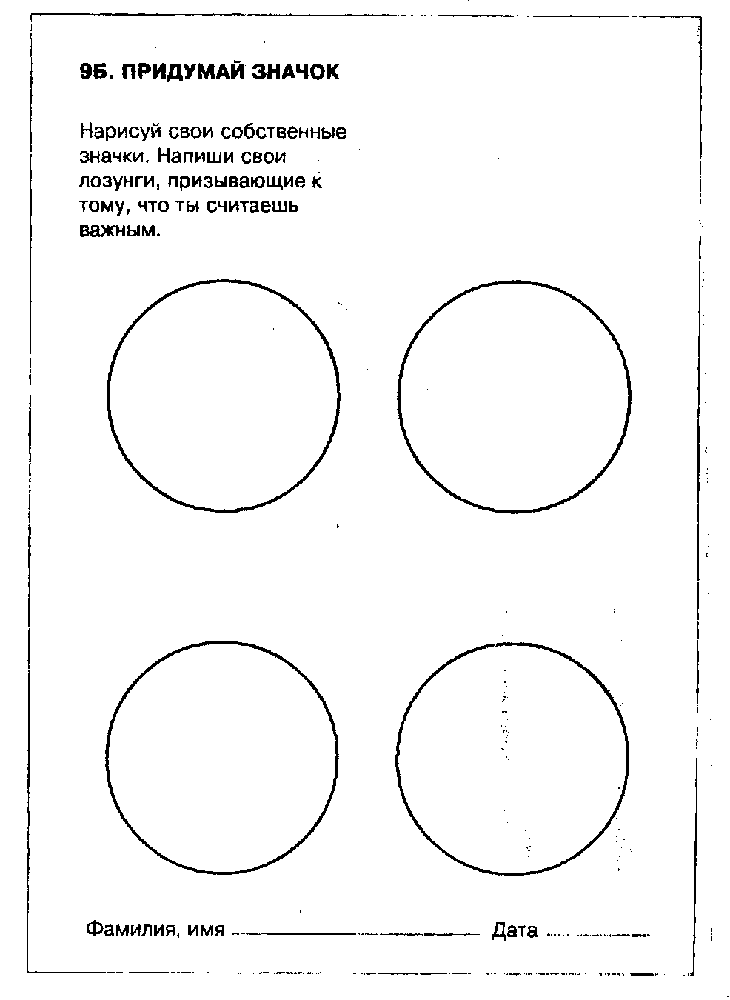 9Б. ПРИДУМАЙ ЗНАЧОК
Нарисуй свои собственные
значки. Напиши свои
лозунги, призывающие к
тому, что ты считаешь
важным.
Фамилия, имя Дата